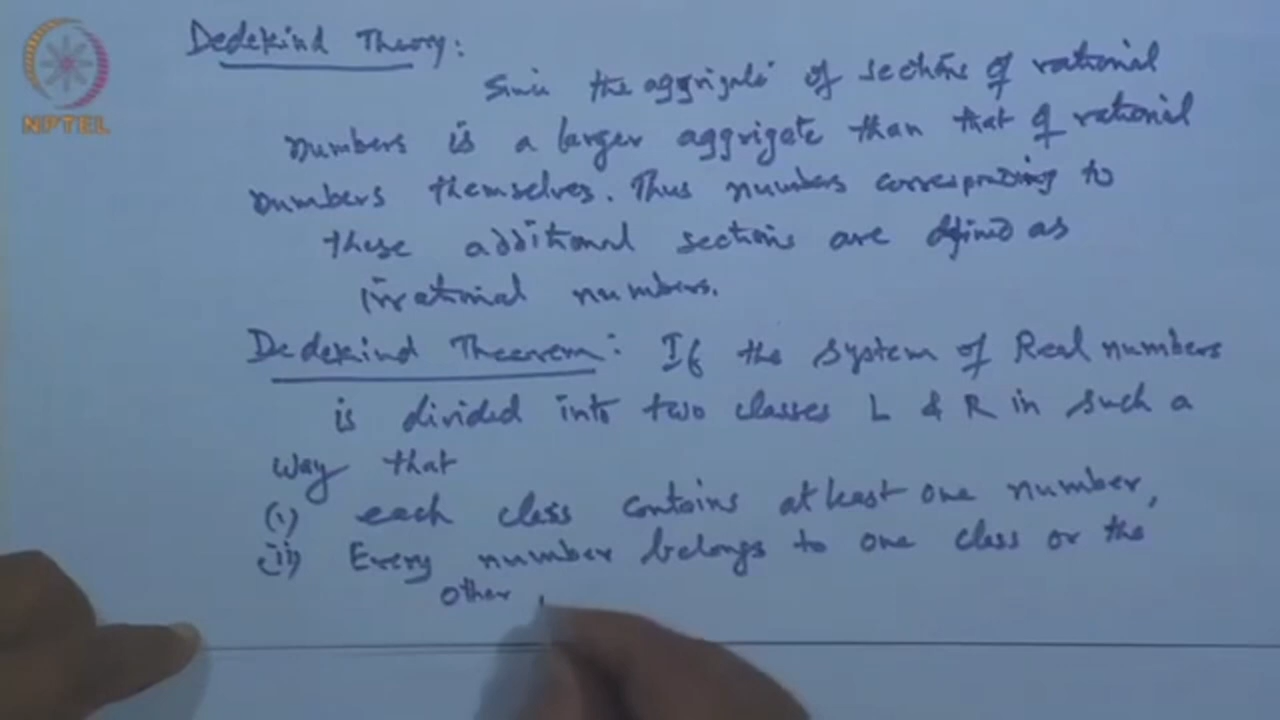 NPTEL
Dedekind Theory:
Since the aggrigate of sections of rational
numbers is a larger aggrigate than that of rational
numbers themselves. Thus numbers corresponding to
these additional sections are defined as
irrational numbers.
Dedekind Theorem: If the system of Real numbers
is divided into two classes L & R in such a
way that
(i) each class contains at least one number,
(ii) Every number belongs to one class or the
other